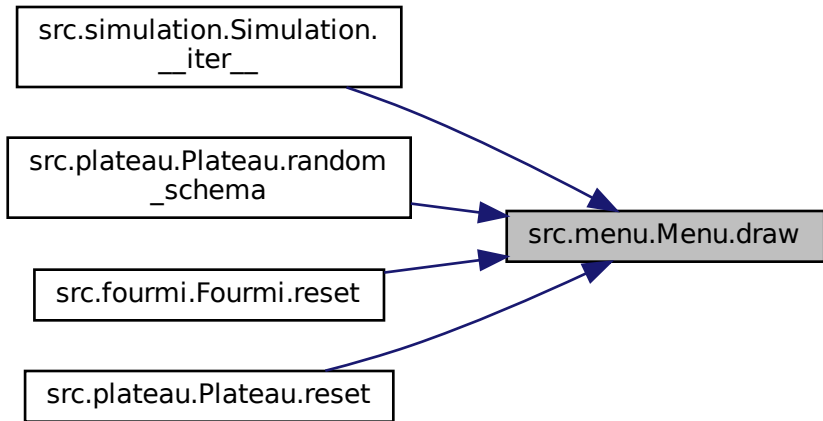 src.simulation.Simulation.
__iter__
src.plateau.Plateau.random
_schema
src.menu.Menu.draw
src.fourmi.Fourmi.reset
src.plateau.Plateau.reset